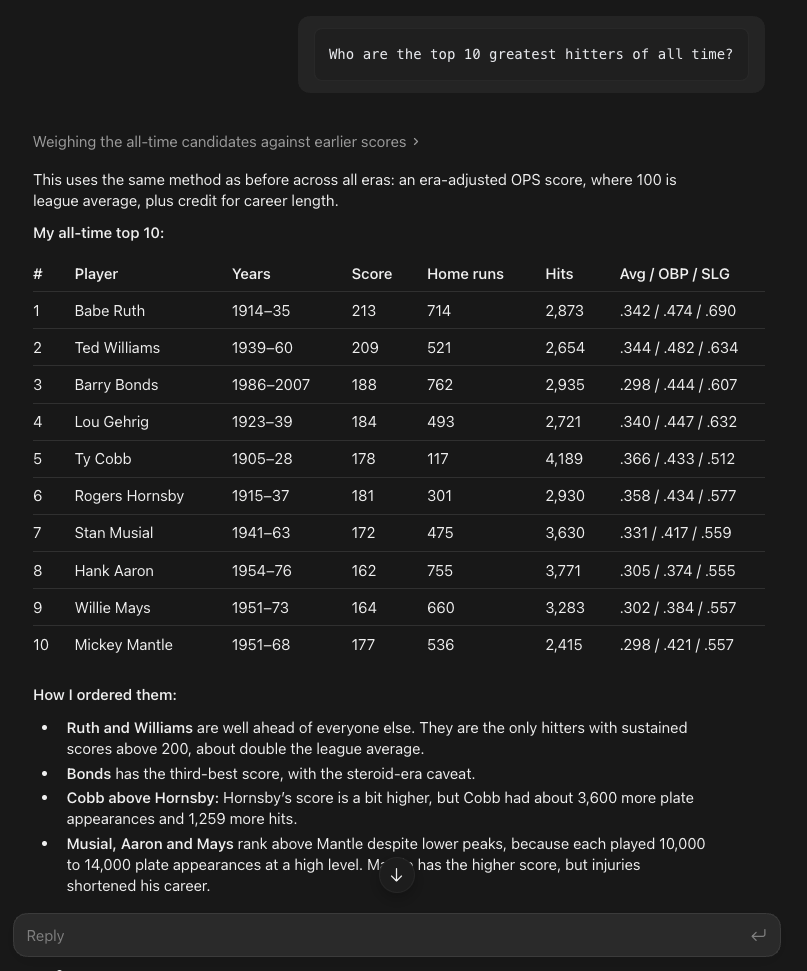 Who are the top 10 greatest hitters of all time?
Weighing the all-time candidates against earlier scores >
This uses the same method as before across all eras: an era-adjusted OPS score, where 100 is
league average, plus credit for career length.
My all-time top 10:
# Player Years Score Home runs Hits Avg / OBP / SLG
1 Babe Ruth 1914–35 213 714 2,873 .342 / .474 / .690
2 Ted Williams 1939–60 209 521 2,654 .344 / .482 / .634
3 Barry Bonds 1986–2007 188 762 2,935 .298 / .444 / .607
4 Lou Gehrig 1923–39 184 493 2,721 .340 / .447 / .632
5 Ty Cobb 1905–28 178 117 4,189 .366 / .433 / .512
6 Rogers Hornsby 1915–37 181 301 2,930 .358 / .434 / .577
7 Stan Musial 1941–63 172 475 3,630 .331 / .417 / .559
8 Hank Aaron 1954–76 162 755 3,771 .305 / .374 / .555
9 Willie Mays 1951–73 164 660 3,283 .302 / .384 / .557
10 Mickey Mantle 1951–68 177 536 2,415 .298 / .421 / .557
How I ordered them:
• Ruth and Williams are well ahead of everyone else. They are the only hitters with sustained
scores above 200, about double the league average.
• Bonds has the third-best score, with the steroid-era caveat.
• Cobb above Hornsby: Hornsby’s score is a bit higher, but Cobb had about 3,600 more plate
appearances and 1,259 more hits.
• Musial, Aaron and Mays rank above Mantle despite lower peaks, because each played 10,000
to 14,000 plate appearances at a high level. has the higher score, but injuries
shortened his career.
Reply